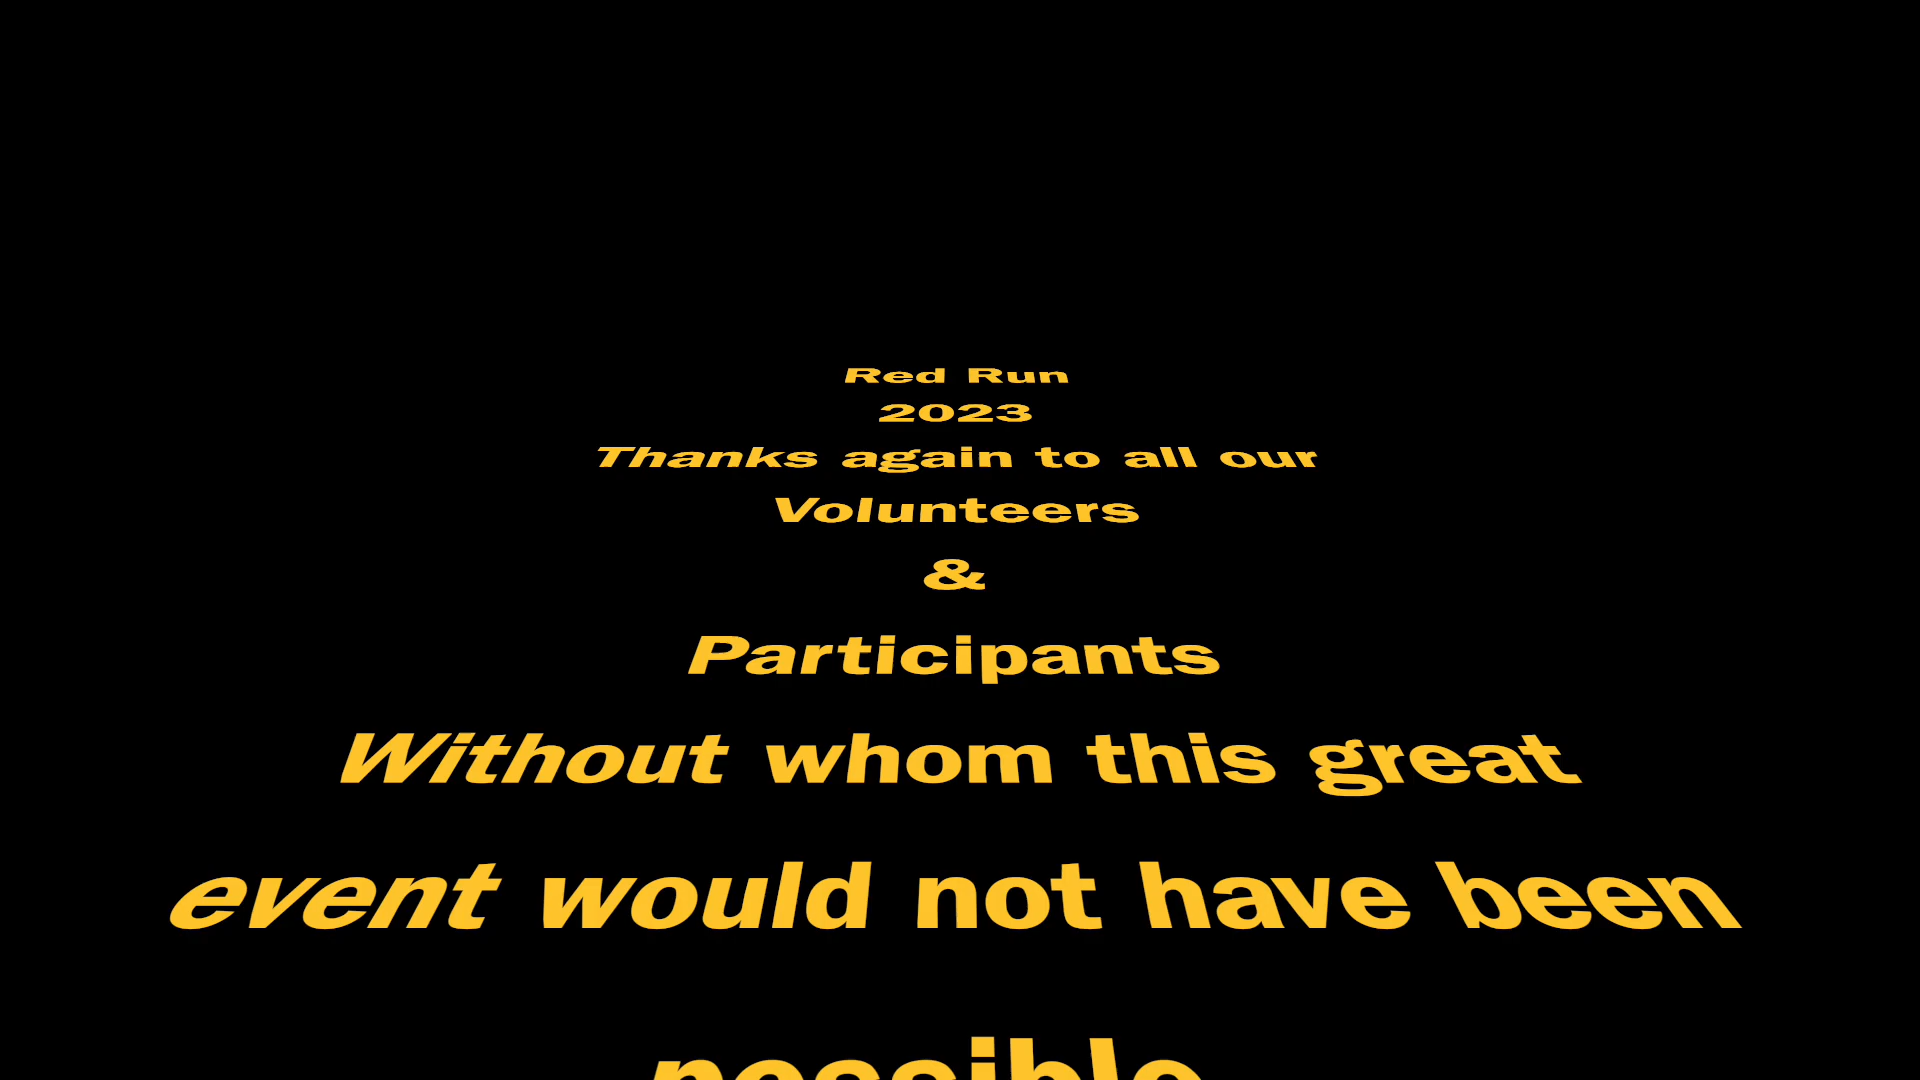 Red Run
2023
Thanks again to all our
Volunteers
&
Participants
Without whom this great
event would not have been
possible